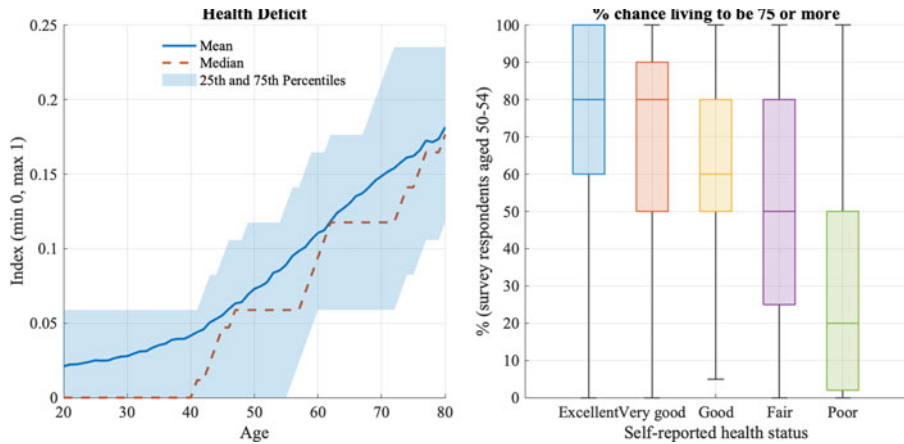 Health Deficit
0.25
0.2
0.15
0.1
0.05
0
Index (min 0, max 1)
Mean
Median
25th and 75th Percentiles
20 30 40 50 60 70 80
Age
% chance living to be 75 or more
100
90
80
70
60
50
40
30
20
10
0
% (survey respondents aged 50-54)
Excellent Very good Good Fair Poor
Self-reported health status